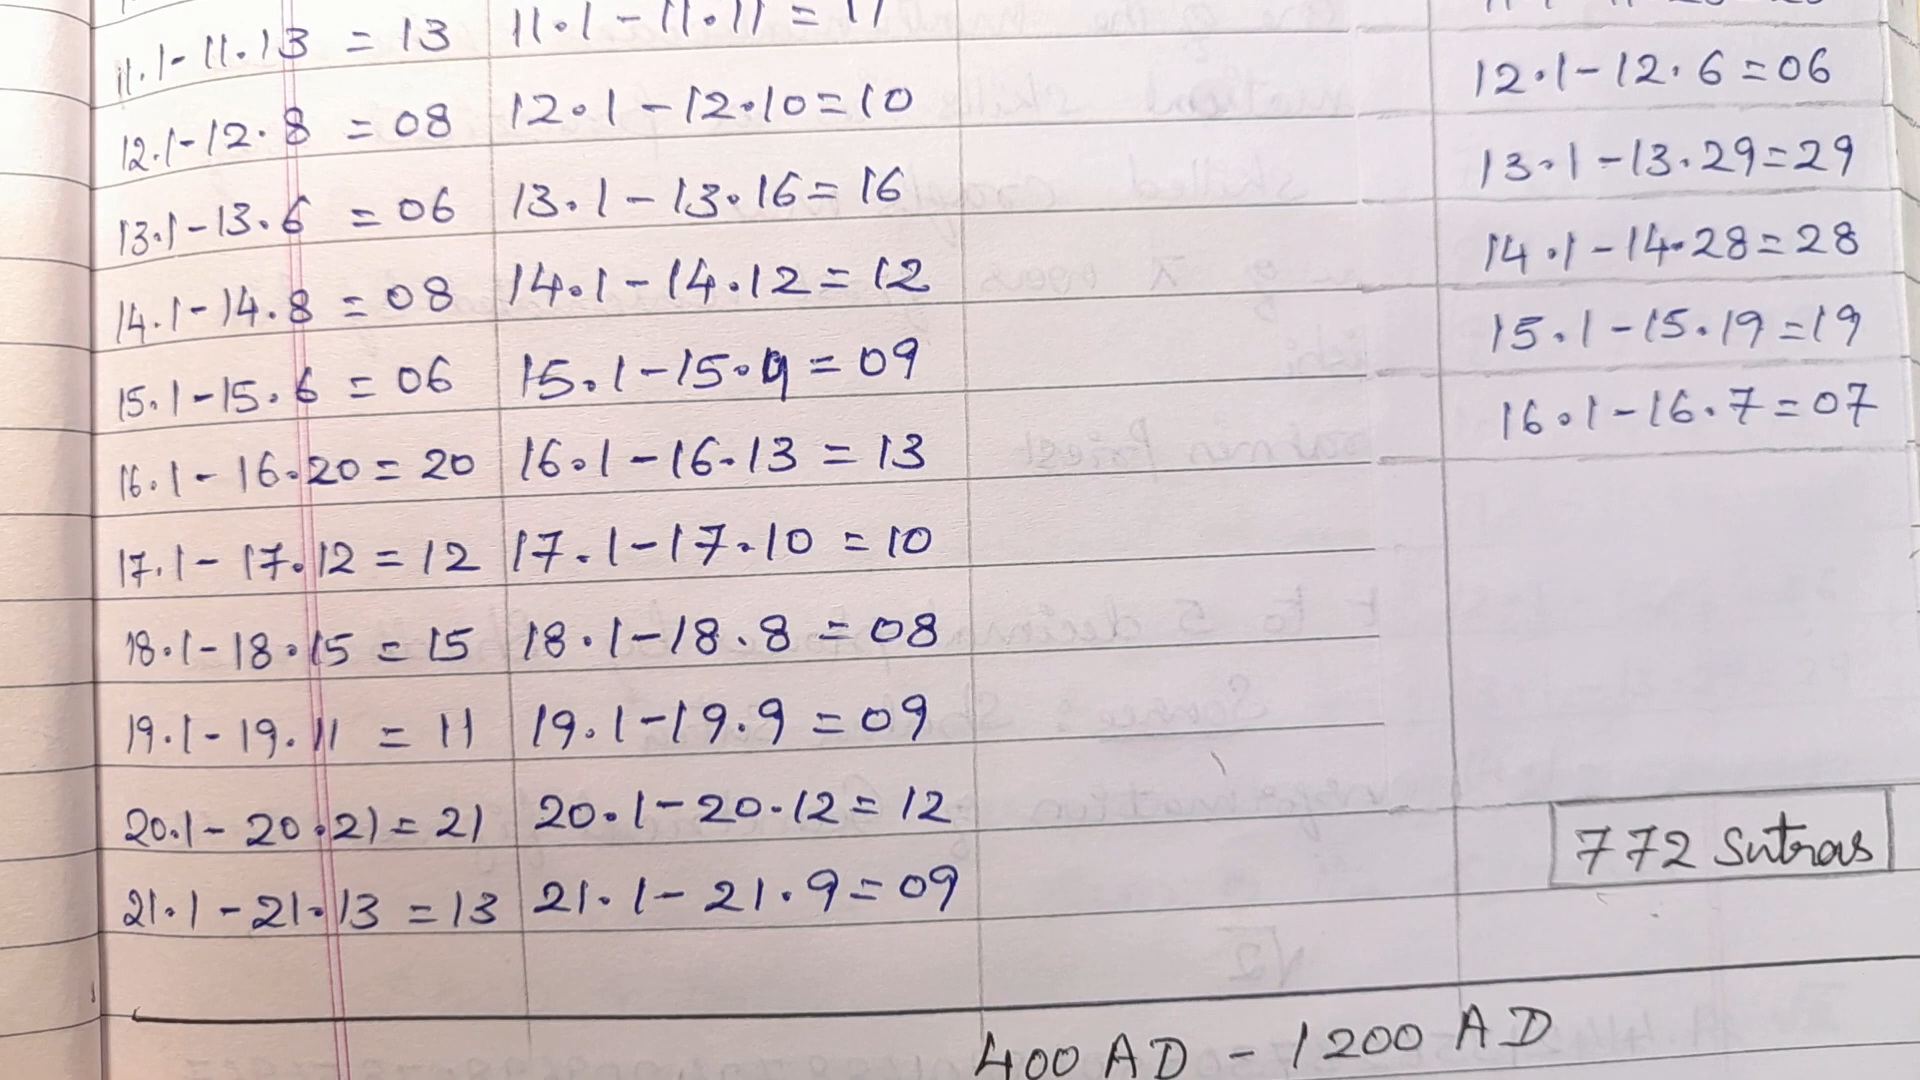 11.1-11.13 = 13 11.1-11.11 = 11
12.1-12.8 = 08 12.1-12.10=10 12.1-12.6=06
13.1-13.6 = 06 13.1-13.16=16 13.1-13.29=29
14.1-14.8 = 08 14.1-14.12=12 14.1-14.28=28
15.1-15.6 = 06 15.1-15.9=09 15.1-15.19=19
16.1-16.20=20 16.1-16.13=13 16.1-16.7=07
17.1-17.12=12 17.1-17.10=10
18.1-18.15=15 18.1-18.8=08
19.1-19.11=11 19.1-19.9=09
20.1-20.21=21 20.1-20.12=12
772 Sutras
21.1-21.13=13 21.1-21.9=09
400 AD - 1200 AD